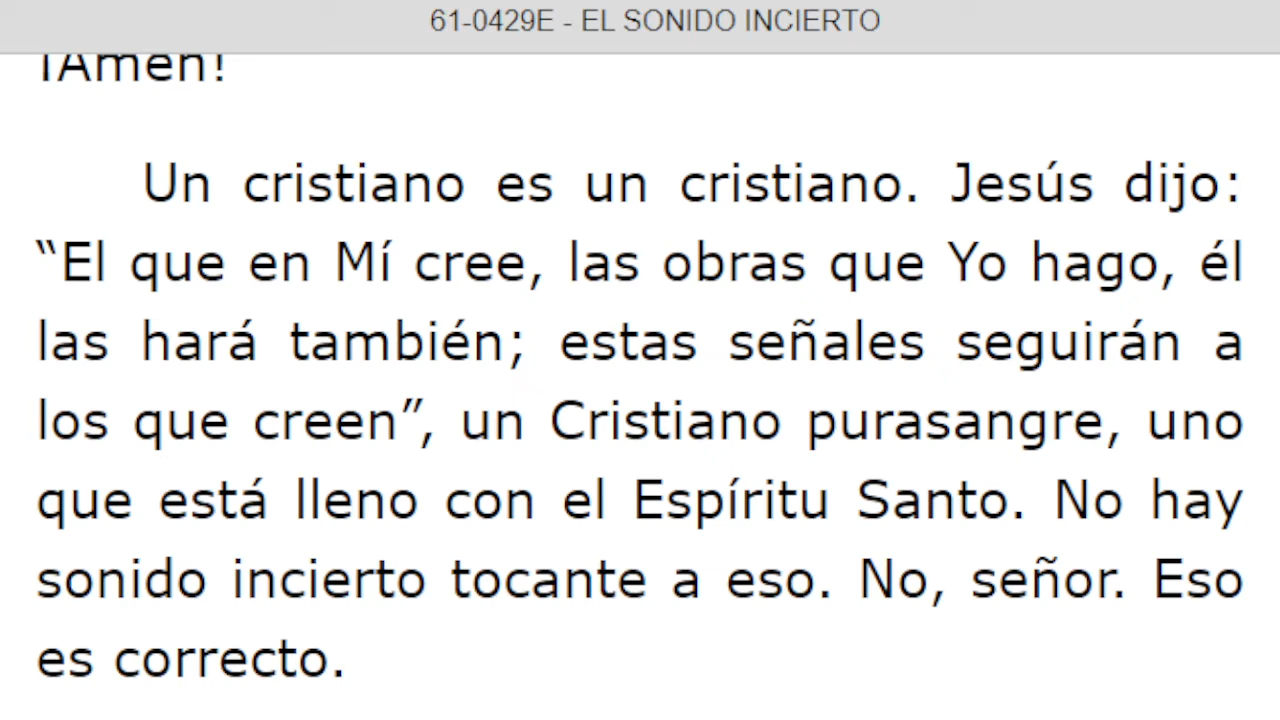 61-0429E - EL SONIDO INCIERTO
¡Amén!
Un cristiano es un cristiano. Jesús dijo:
“El que en Mí cree, las obras que Yo hago, él
las hará también; estas señales seguirán a
los que creen”, un Cristiano purasangre, uno
que está lleno con el Espíritu Santo. No hay
sonido incierto tocante a eso. No, señor. Eso
es correcto.